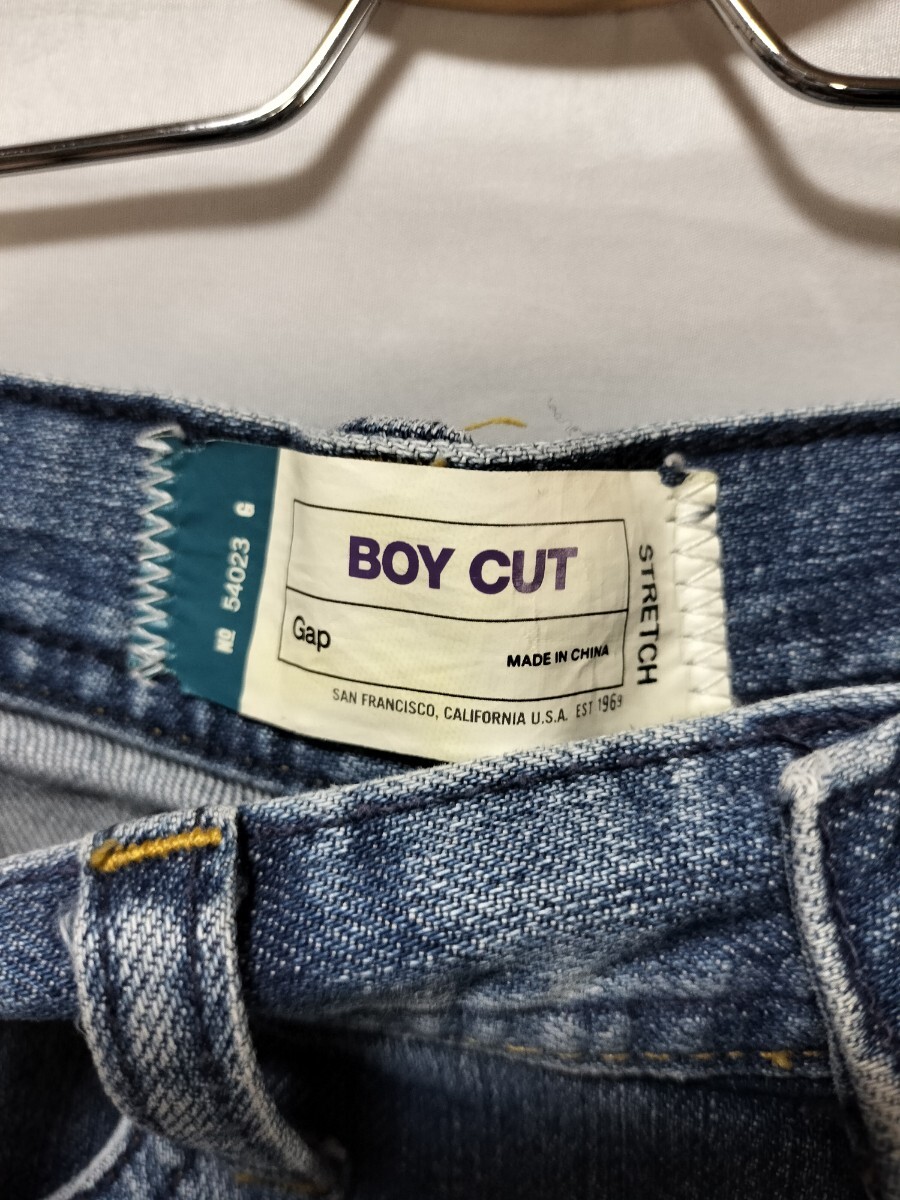 Nº 54023 G
BOY CUT
Gap
MADE IN CHINA
SAN FRANCISCO, CALIFORNIA U.S.A. EST 1969
STRETCH